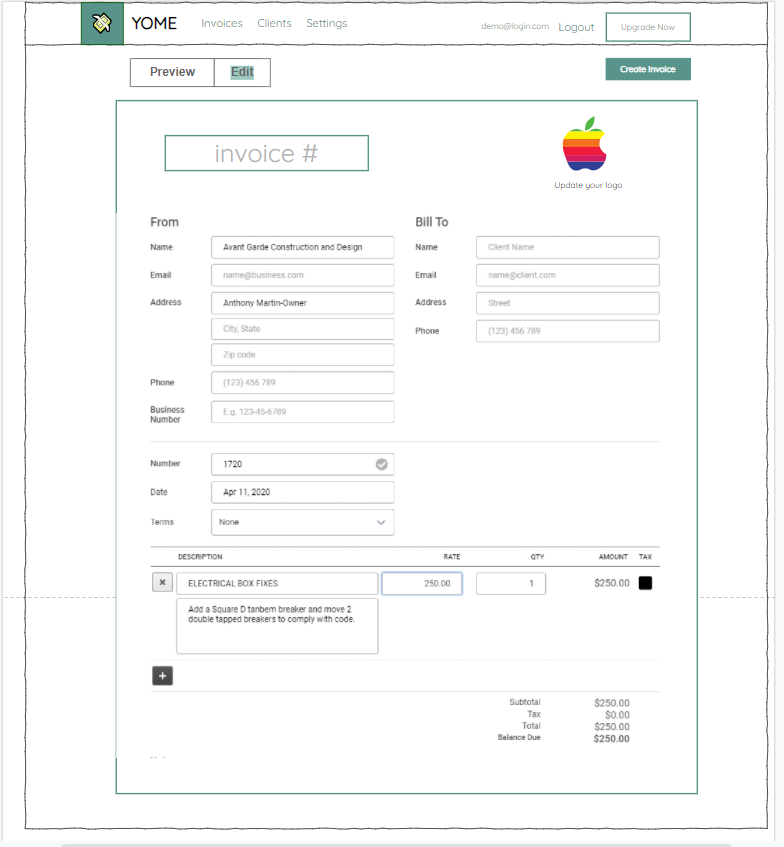 YOME Invoices Clients Settings demo@login.com Logout Upgrade Now
Preview Edit Create Invoice
invoice #
Update your logo
From Bill To
Name Avant Garde Construction and Design Name Client Name
Email name@business.com Email name@client.com
Address Anthony Martin-Owner Address Street
City, State Phone (123) 456 789
Zip code
Phone (123) 456 789
Business
Number E.g. 123-45-6789
Number 1720
Date Apr 11, 2020
Terms None
DESCRIPTION RATE QTY AMOUNT TAX
x ELECTRICAL BOX FIXES 250.00 1 $250.00
Add a Square D tanbem breaker and move 2
double tapped breakers to comply with code.
+
Subtotal $250.00
Tax $0.00
Total $250.00
Balance Due $250.00